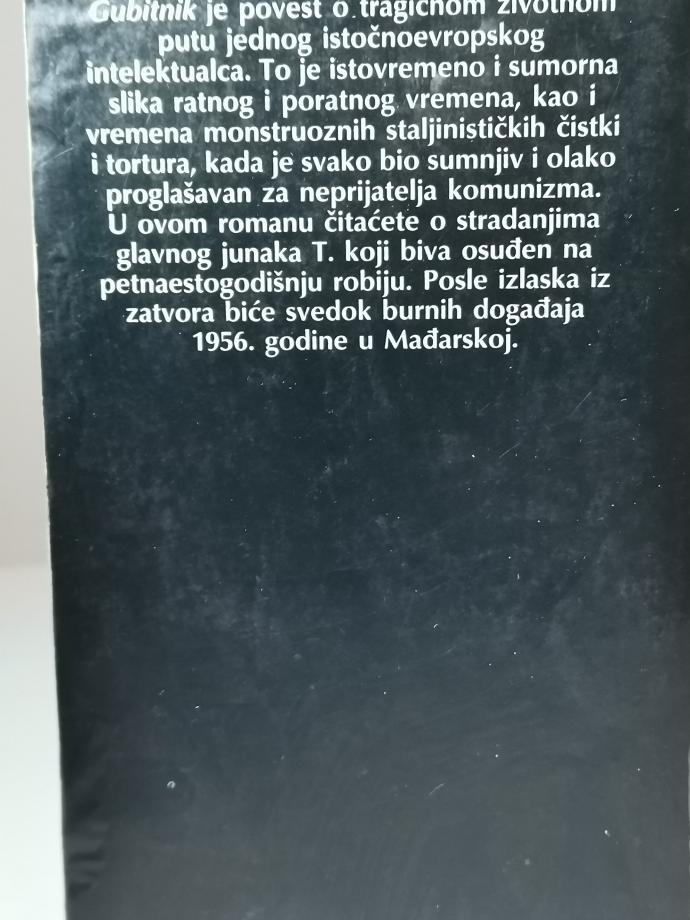 Gubitnik je povest o tragičnom životnom
putu jednog istočnoevropskog
intelektualca. To je istovremeno i sumorna
slika ratnog i poratnog vremena, kao i
vremena monstruoznih staljinističkih čistki
i tortura, kada je svako bio sumnjiv i olako
proglašavan za neprijatelja komunizma.
U ovom romanu čitaćete o stradanjima
glavnog junaka T. koji biva osuđen na
petnaestogodišnju robiju. Posle izlaska iz
zatvora biće svedok burnih događaja
1956. godine u Mađarskoj.